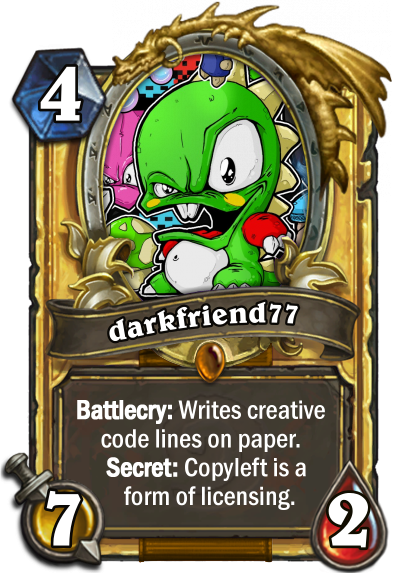 4
darkfriend77
Battlecry: Writes creative
code lines on paper.
Secret: Copyleft is a
form of licensing.
7
2